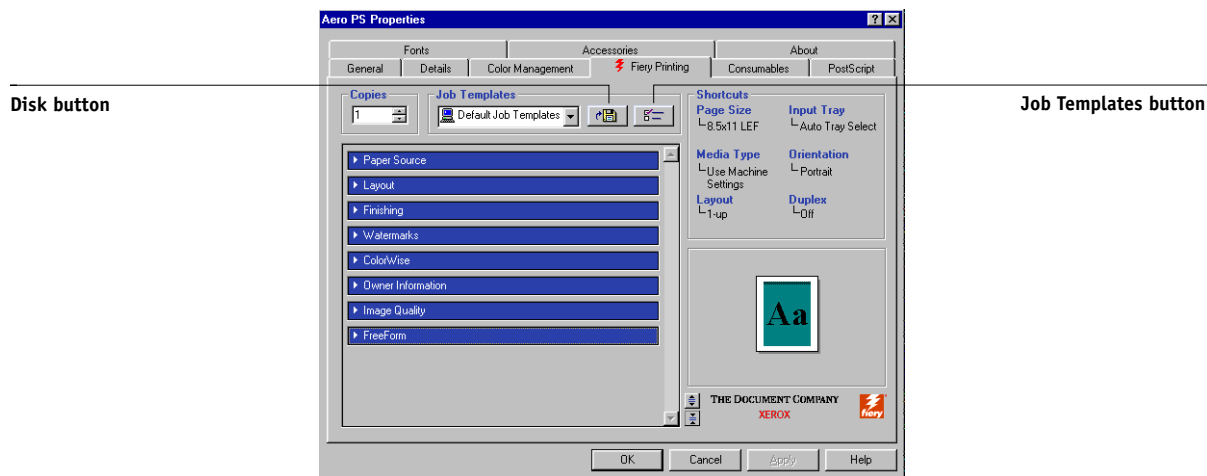 Aero PS Properties
Fonts Accessories About
General Details Color Management Fiery Printing Consumables PostScript
Disk button
Job Templates button
Copies
1
Job Templates
Default Job Templates
Shortcuts
Page Size Input Tray
8.5x11 LEF Auto Tray Select
Media Type Orientation
Use Machine Settings Portrait
Layout Duplex
1-up Off
Paper Source
Layout
Finishing
Watermarks
ColorWise
Owner Information
Image Quality
FreeForm
Aa
THE DOCUMENT COMPANY
XEROX
fiery
OK Cancel Apply Help